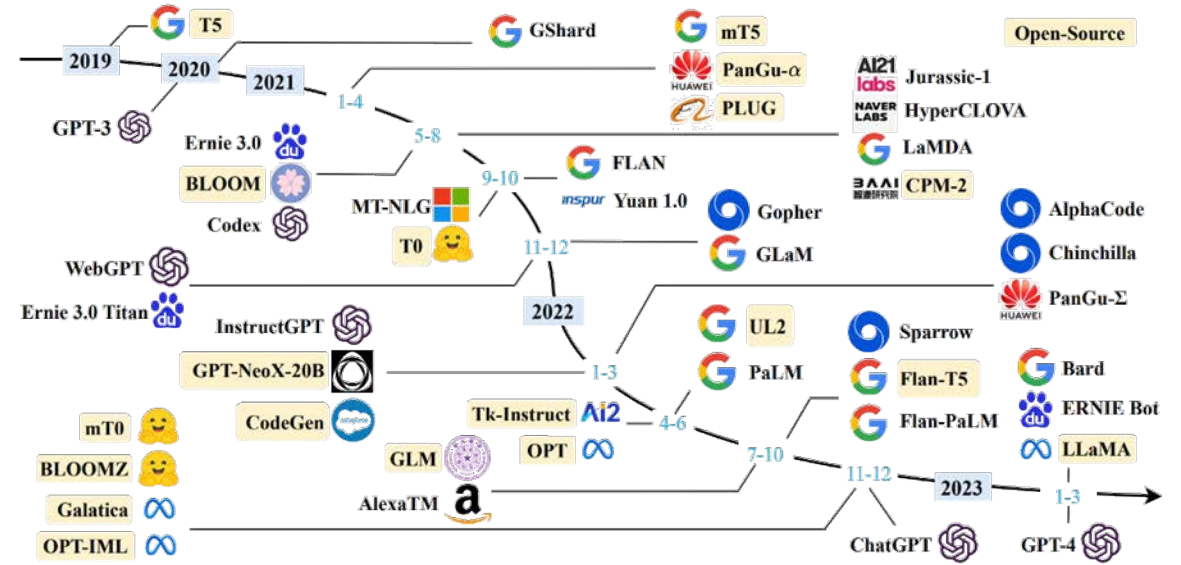 T5
GShard
mT5
Open-Source
2019
2020
2021
1-4
HUAWEI
PanGu-α
PLUG
AI21
labs
Jurassic-1
GPT-3
Ernie 3.0
du
5-8
NAVER
LABS
HyperCLOVA
LaMDA
BLOOM
9-10
FLAN
BAAI
CPM-2
Codex
MT-NLG
inspur
Yuan 1.0
Gopher
AlphaCode
T0
11-12
GLaM
Chinchilla
WebGPT
Ernie 3.0 Titan
du
2022
HUAWEI
PanGu-Σ
InstructGPT
UL2
Sparrow
GPT-NeoX-20B
1-3
PaLM
Flan-T5
Bard
CodeGen
salesforce
Tk-Instruct
Ai2
4-6
Flan-PaLM
du
ERNIE Bot
mT0
OPT
7-10
LLaMA
BLOOMZ
GLM
11-12
2023
1-3
Galatica
AlexaTM
a
OPT-IML
ChatGPT
GPT-4